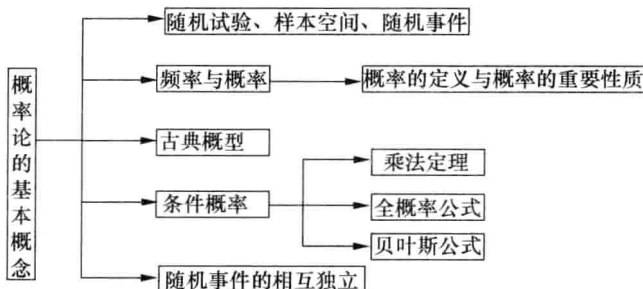 概率论的基本概念
随机试验、样本空间、随机事件
频率与概率
概率的定义与概率的重要性质
古典概型
条件概率
乘法定理
全概率公式
贝叶斯公式
随机事件的相互独立